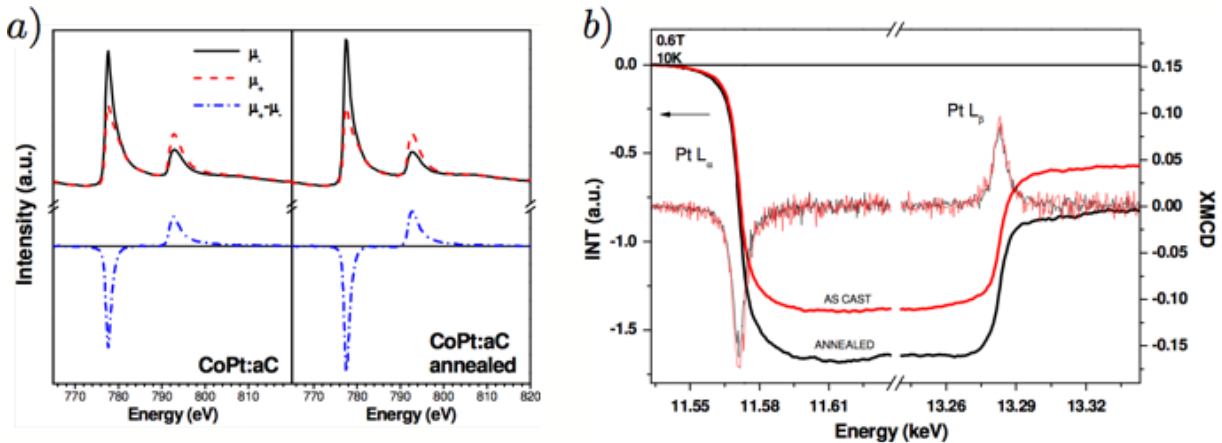 a)
μ-
μ+
μ+-μ-
Intensity (a.u.)
CoPt:aC
CoPt:aC
annealed
770 780 790 800 810 770 780 790 800 810 820
Energy (eV) Energy (eV)
b)
0.6T
10K
0.0
-0.5
-1.0
-1.5
INT (a.u.)
Pt Lα
Pt Lβ
AS CAST
ANNEALED
0.15
0.10
0.05
0.00
-0.05
-0.10
-0.15
XMCD
11.55 11.58 11.61 13.26 13.29 13.32
Energy (keV)